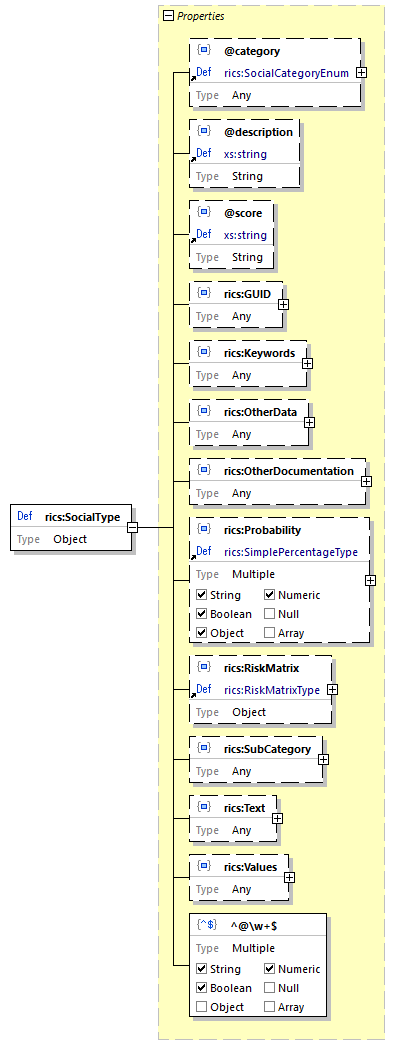 Properties
@category
Def rics:SocialCategoryEnum
Type Any
@description
Def xs:string
Type String
@score
Def xs:string
Type String
rics:GUID
Type Any
rics:Keywords
Type Any
rics:OtherData
Type Any
rics:OtherDocumentation
Type Any
Def rics:SocialType
Type Object
rics:Probability
Def rics:SimplePercentageType
Type Multiple
String Numeric
Boolean Null
Object Array
rics:RiskMatrix
Def rics:RiskMatrixType
Type Object
rics:SubCategory
Type Any
rics:Text
Type Any
rics:Values
Type Any
{^$} ^@\w+$
Type Multiple
String Numeric
Boolean Null
Object Array